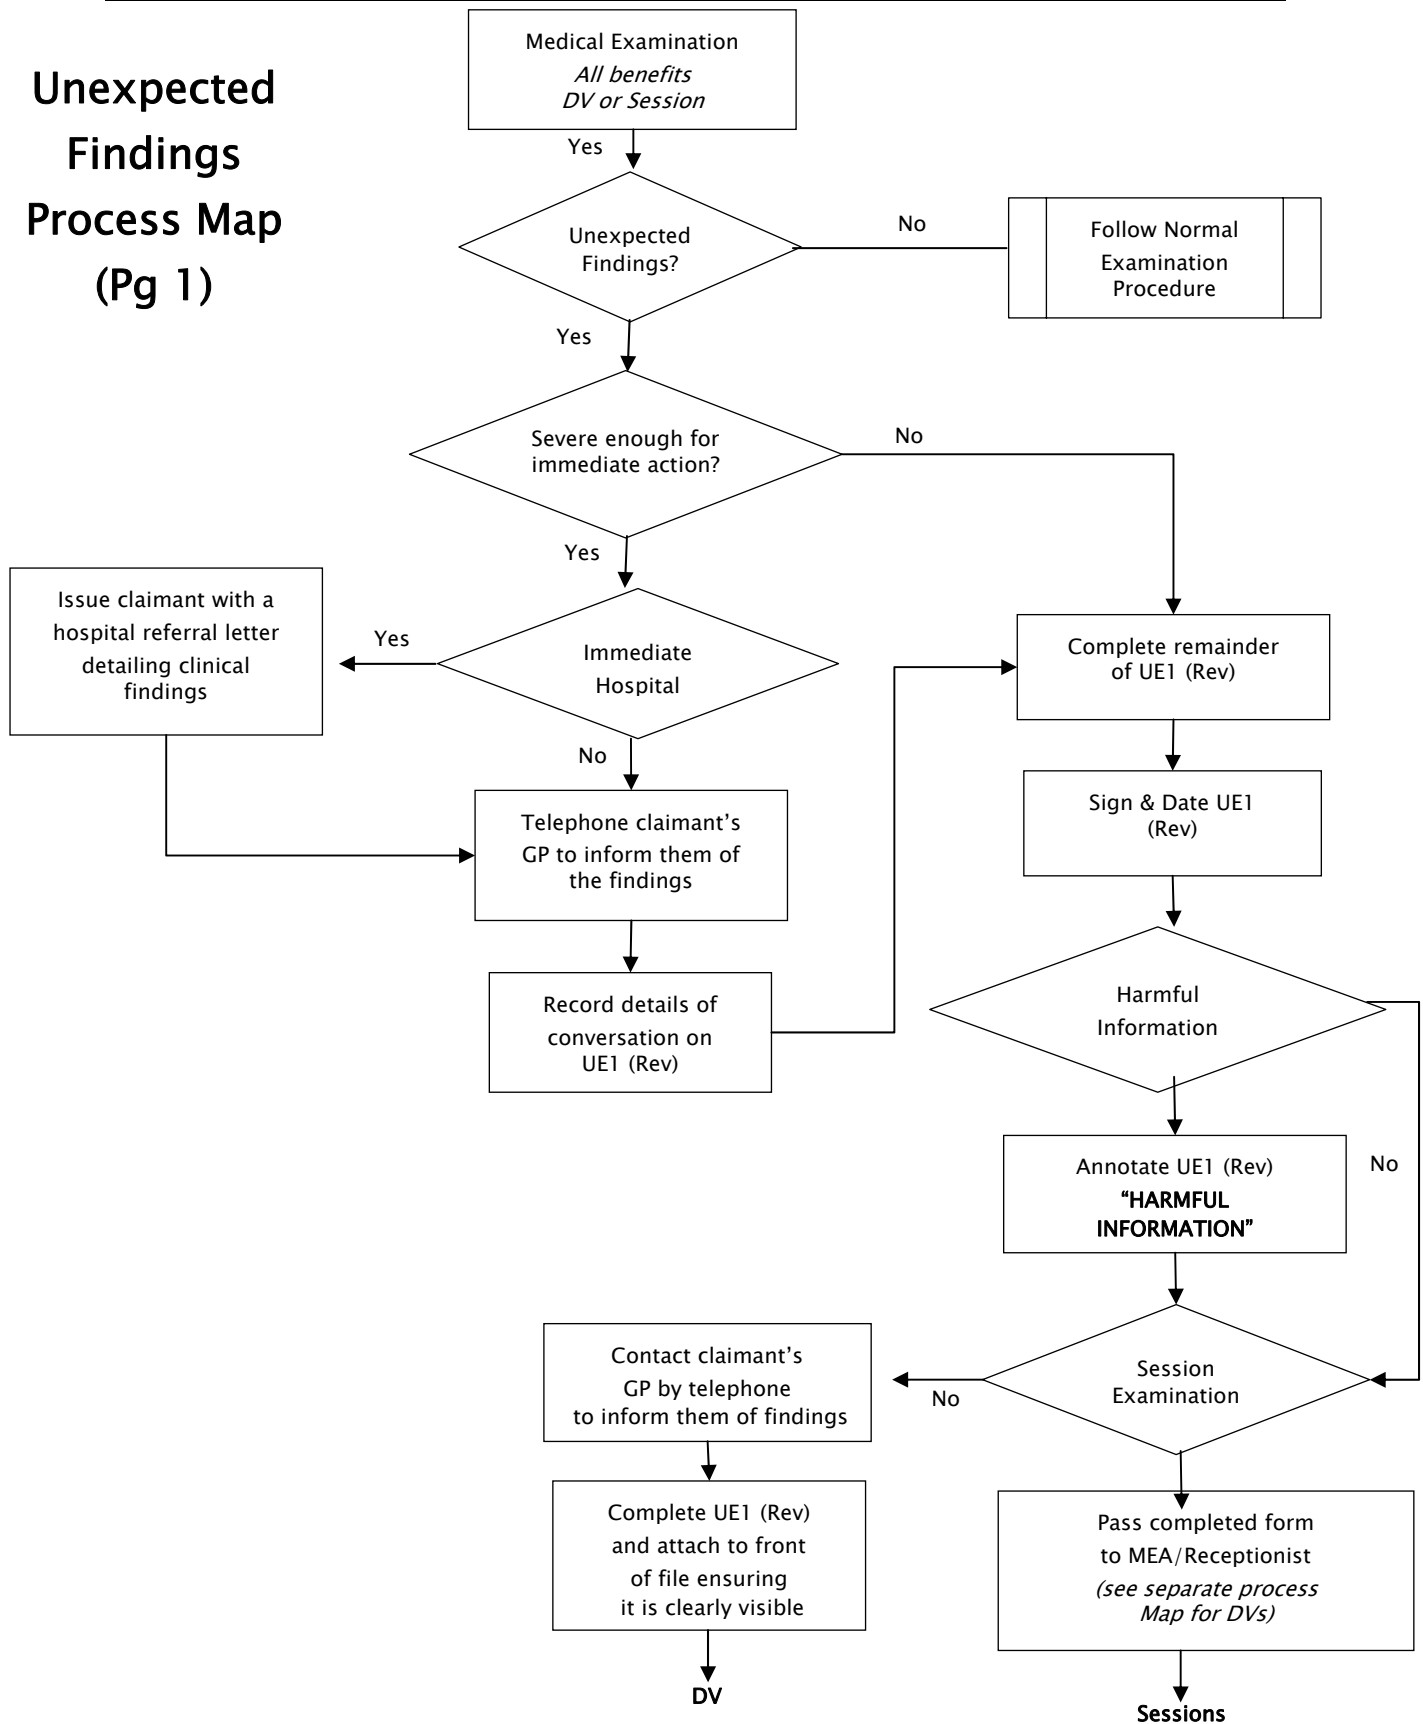 Unexpected
Findings
Process Map
(Pg 1)
Medical Examination
All benefits
DV or Session
Yes
Unexpected
Findings?
No
Follow Normal
Examination
Procedure
Yes
Severe enough for
immediate action?
No
Yes
Issue claimant with a
hospital referral letter
detailing clinical
findings
Yes
Immediate
Hospital
No
Complete remainder
of UE1 (Rev)
Telephone claimant’s
GP to inform them of
the findings
Sign & Date UE1
(Rev)
Record details of
conversation on
UE1 (Rev)
Harmful
Information
No
Annotate UE1 (Rev)
“HARMFUL
INFORMATION”
Session
Examination
No
Contact claimant’s
GP by telephone
to inform them of findings
Complete UE1 (Rev)
and attach to front
of file ensuring
it is clearly visible
Pass completed form
to MEA/Receptionist
(see separate process
Map for DVs)
DV
Sessions